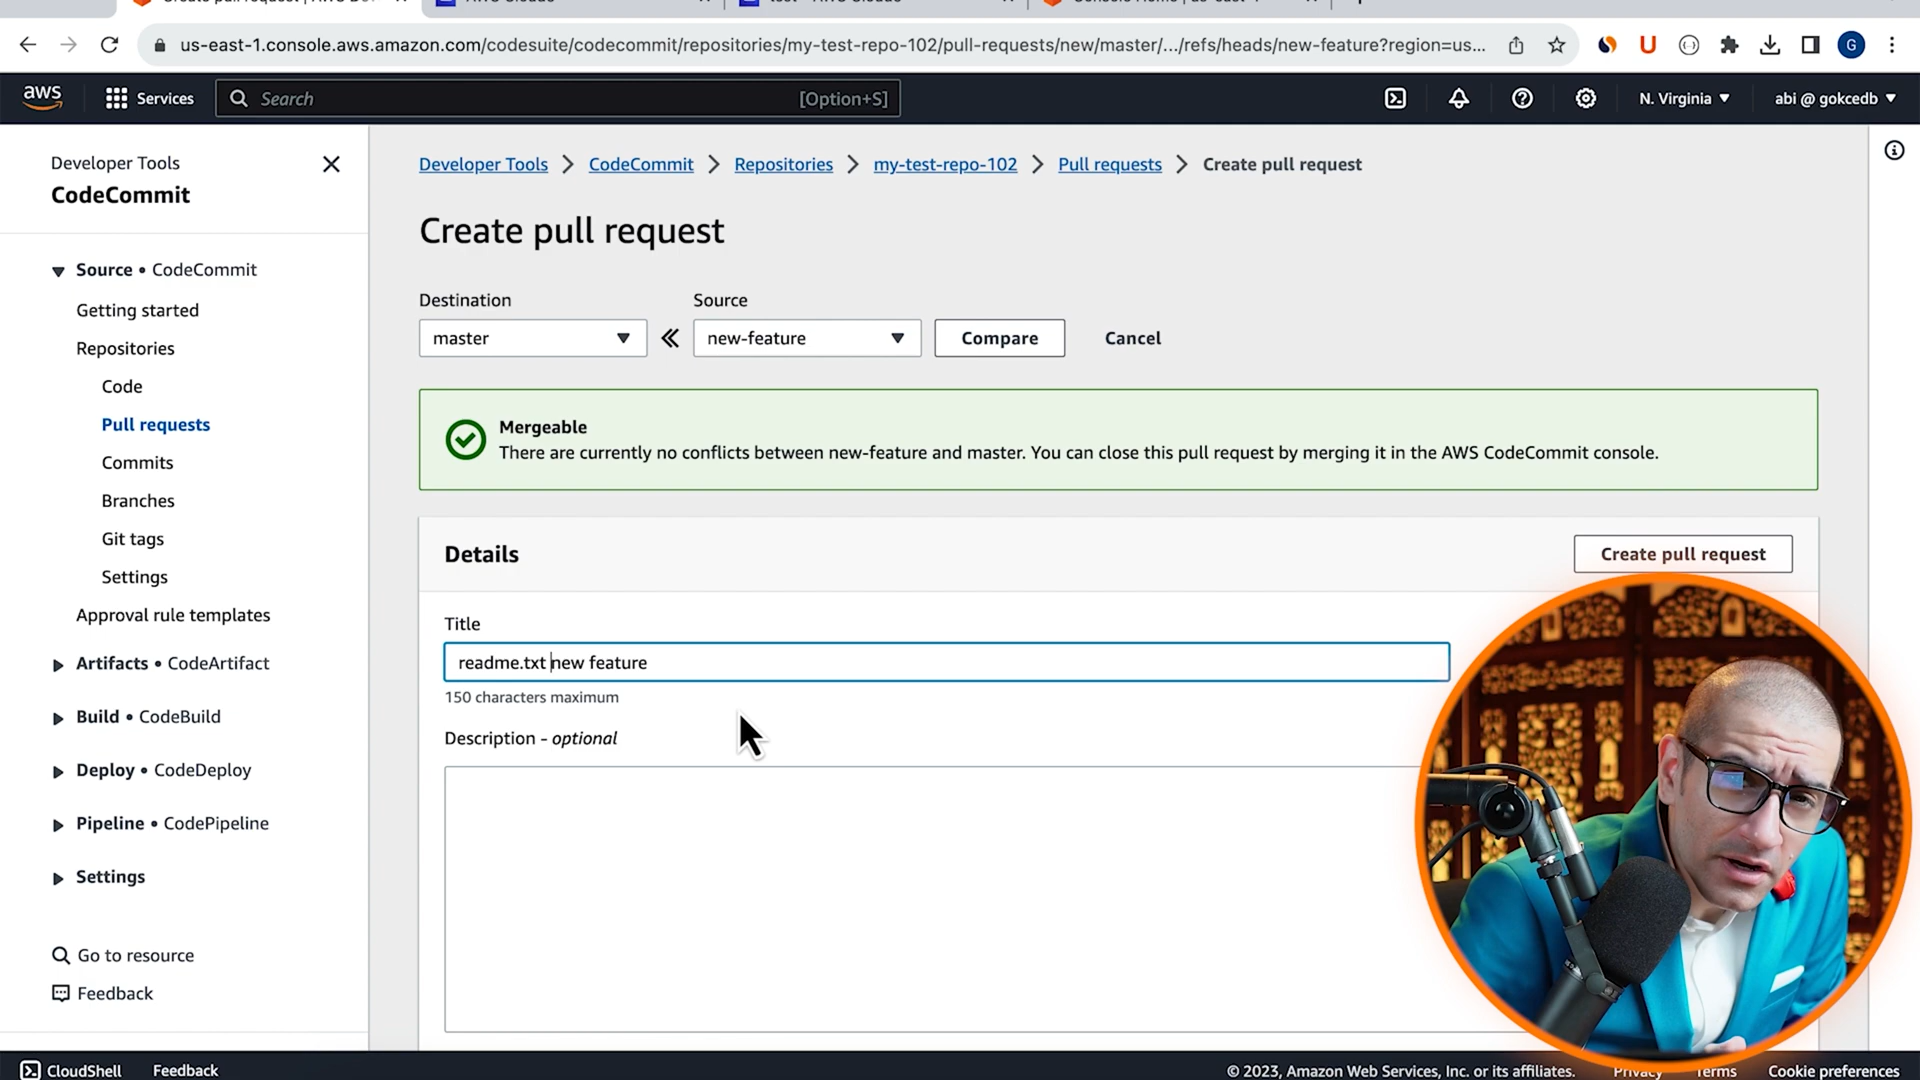 us-east-1.console.aws.amazon.com/codesuite/codecommit/repositories/my-test-repo-102/pull-requests/new/master/.../refs/heads/new-feature?region=us...
G
aws
Services
Search
[Option+S]
N. Virginia
abi @ gokcedb
Developer Tools
CodeCommit
Source • CodeCommit
Getting started
Repositories
Code
Pull requests
Commits
Branches
Git tags
Settings
Approval rule templates
Artifacts • CodeArtifact
Build • CodeBuild
Deploy • CodeDeploy
Pipeline • CodePipeline
Settings
Go to resource
Feedback
Developer Tools
CodeCommit
Repositories
my-test-repo-102
Pull requests
Create pull request
Create pull request
Destination
Source
master
new-feature
Compare
Cancel
Mergeable
There are currently no conflicts between new-feature and master. You can close this pull request by merging it in the AWS CodeCommit console.
Details
Create pull request
Title
readme.txt new feature
150 characters maximum
Description - optional
CloudShell
Feedback
© 2023, Amazon Web Services, Inc. or its affiliates.
Privacy
Terms
Cookie preferences